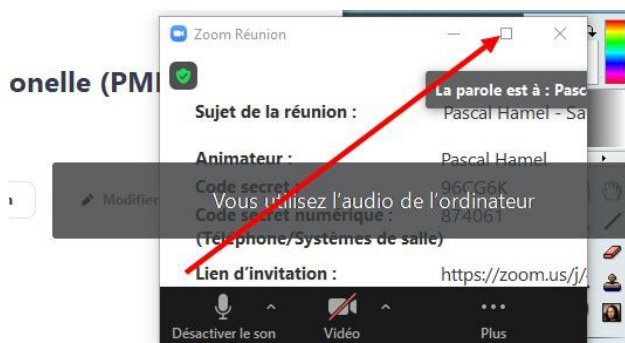 Zoom Réunion
onelle (PMI
La parole est à : Pasc
Sujet de la réunion :
Pascal Hamel - Sa
Animateur :
Pascal Hamel
Code secret :
96CG6K
Modifier
Vous utilisez l'audio de l'ordinateur
Code secret numérique :
874061
(Téléphone/Systèmes de salle)
Lien d'invitation :
https://zoom.us/j/
Désactiver le son
Vidéo
Plus